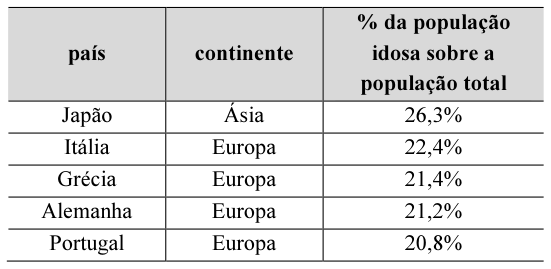 país continente % da população idosa sobre a população total
Japão Ásia 26,3%
Itália Europa 22,4%
Grécia Europa 21,4%
Alemanha Europa 21,2%
Portugal Europa 20,8%